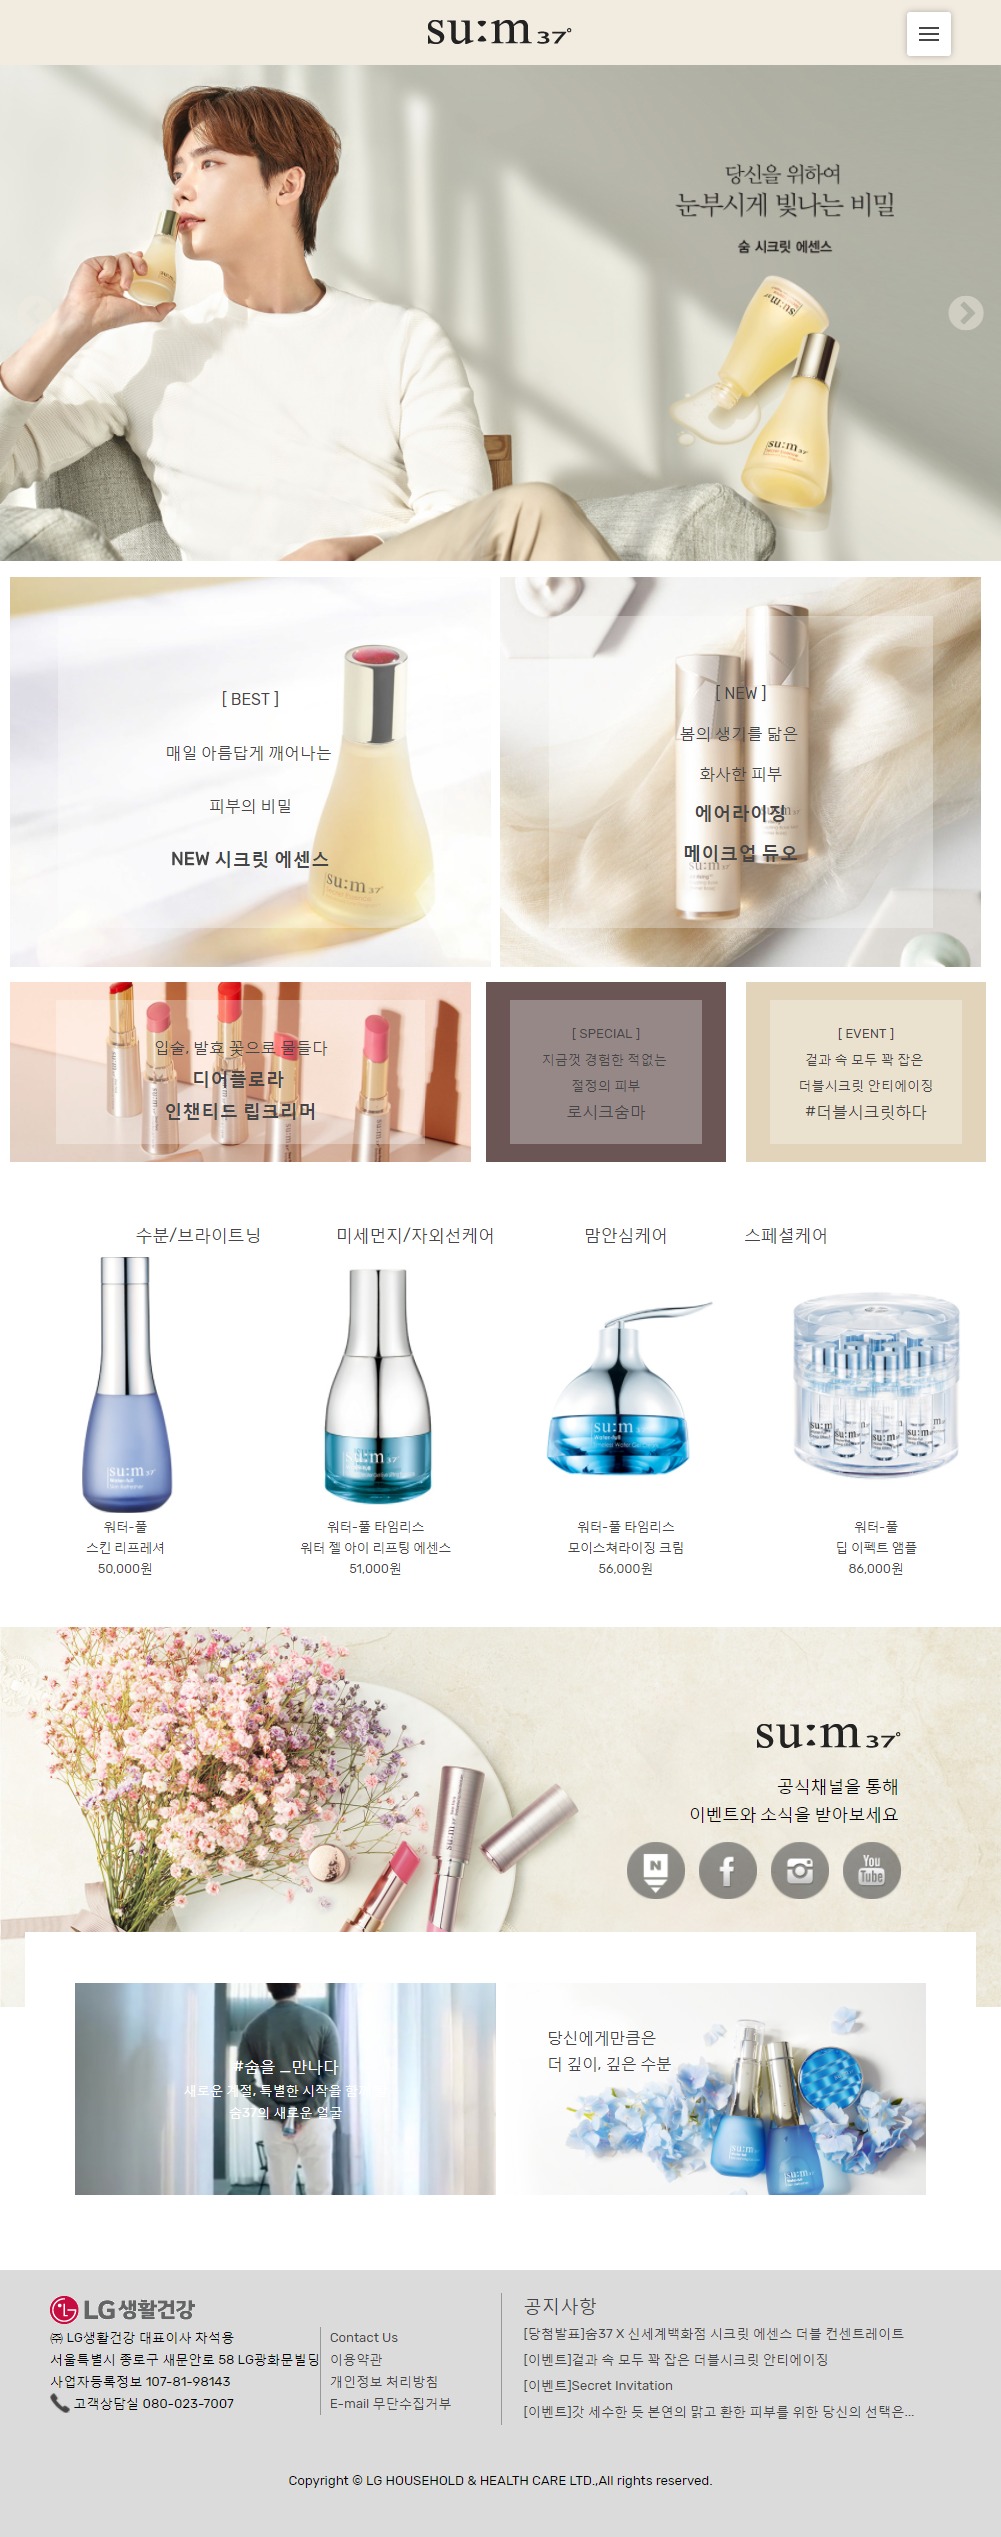 su:m37°
당신을 위하여
눈부시게 빛나는 비밀
숨 시크릿 에센스
su:m
su:m37°
[ BEST ]
매일 아름답게 깨어나는
피부의 비밀
NEW 시크릿 에센스
su:m37°
[ NEW ]
봄의 생기를 닮은
화사한 피부
에어라이징
메이크업 듀오
su:m37°
입술, 발효 꽃으로 물들다
디어플로라
인챈티드 립크리머
[ SPECIAL ]
지금껏 경험한 적없는
절정의 피부
로시크숨마
[ EVENT ]
겉과 속 모두 꽉 잡은
더블시크릿 안티에이징
#더블시크릿하다
수분/브라이트닝
미세먼지/자외선케어
맘안심케어
스페셜케어
su:m37°
su:m37°
su:m37°
su:m
su:m
su:m
워터-풀
스킨 리프레셔
50,000원
워터-풀 타임리스
워터 젤 아이 리프팅 에센스
51,000원
워터-풀 타임리스
모이스쳐라이징 크림
56,000원
워터-풀
딥 이펙트 앰플
86,000원
su:m37°
공식채널을 통해
이벤트와 소식을 받아보세요
N
f
You
Tube
su:m37°
#숨을 _만나다
새로운 계절, 특별한 시작을
숨37의 새로운 얼굴
당신에게만큼은
더 깊이, 깊은 수분
su:m37°
su:m37°
LG생활건강
㈜ LG생활건강 대표이사 차석용
서울특별시 종로구 새문안로 58 LG광화문빌딩
사업자등록정보 107-81-98143
고객상담실 080-023-7007
Contact Us
이용약관
개인정보 처리방침
E-mail 무단수집거부
공지사항
[당첨발표]숨37 X 신세계백화점 시크릿 에센스 더블 컨센트레이트
[이벤트]겉과 속 모두 꽉 잡은 더블시크릿 안티에이징
[이벤트]Secret Invitation
[이벤트]갓 세수한 듯 본연의 맑고 환한 피부를 위한 당신의 선택은...
Copyright © LG HOUSEHOLD & HEALTH CARE LTD.,All rights reserved.